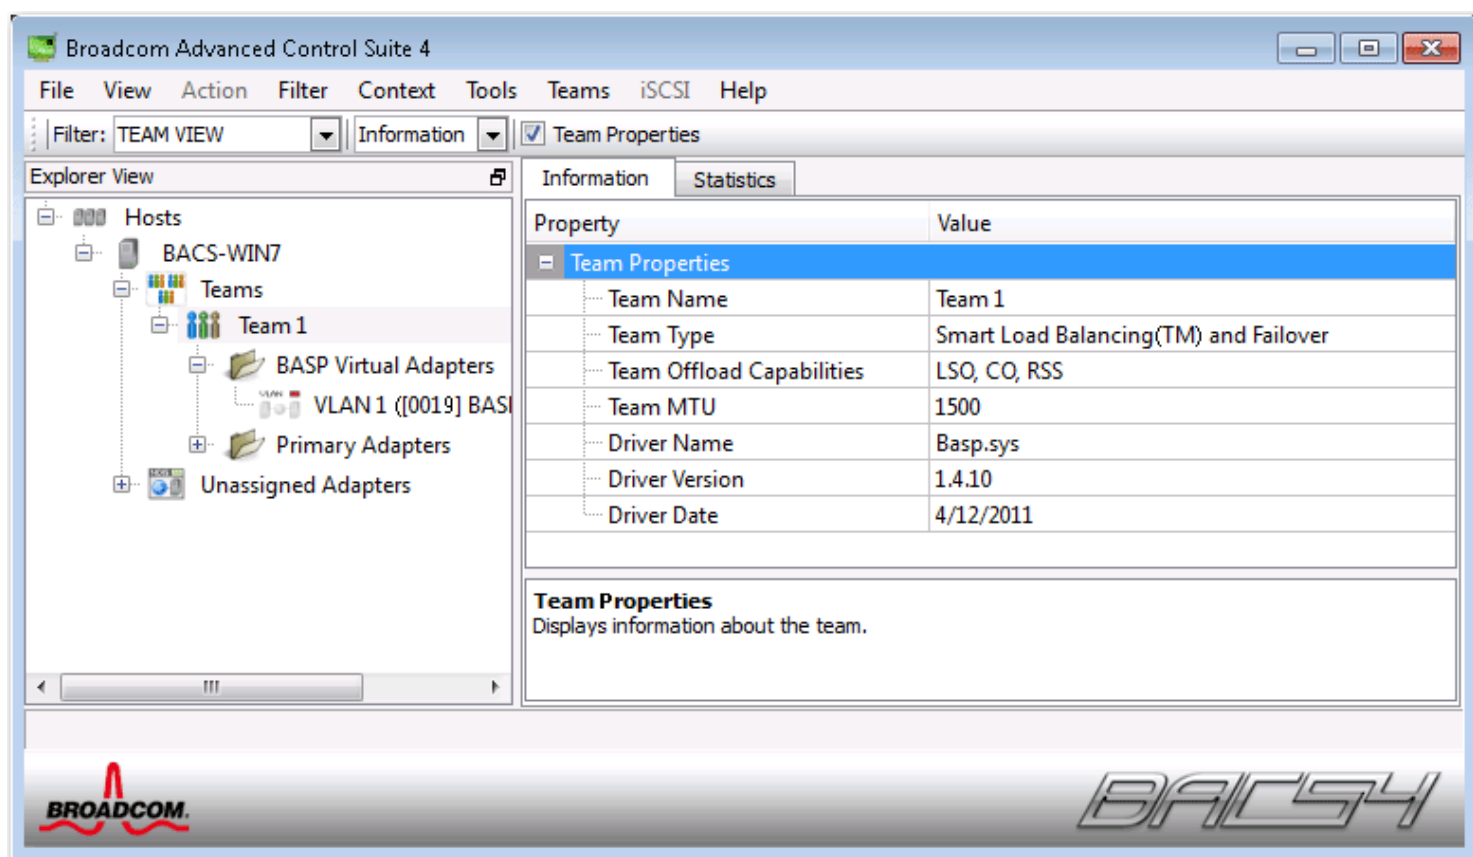 Broadcom Advanced Control Suite 4
File View Action Filter Context Tools Teams iSCSI Help
Filter: TEAM VIEW Information Team Properties
Explorer View
Information Statistics
Hosts
BACS-WIN7
Teams
Team 1
BASP Virtual Adapters
VLAN 1 ([0019] BASI
Primary Adapters
Unassigned Adapters
Property Value
Team Properties
Team Name Team 1
Team Type Smart Load Balancing(TM) and Failover
Team Offload Capabilities LSO, CO, RSS
Team MTU 1500
Driver Name Basp.sys
Driver Version 1.4.10
Driver Date 4/12/2011
Team Properties
Displays information about the team.
BROADCOM.
BACS4